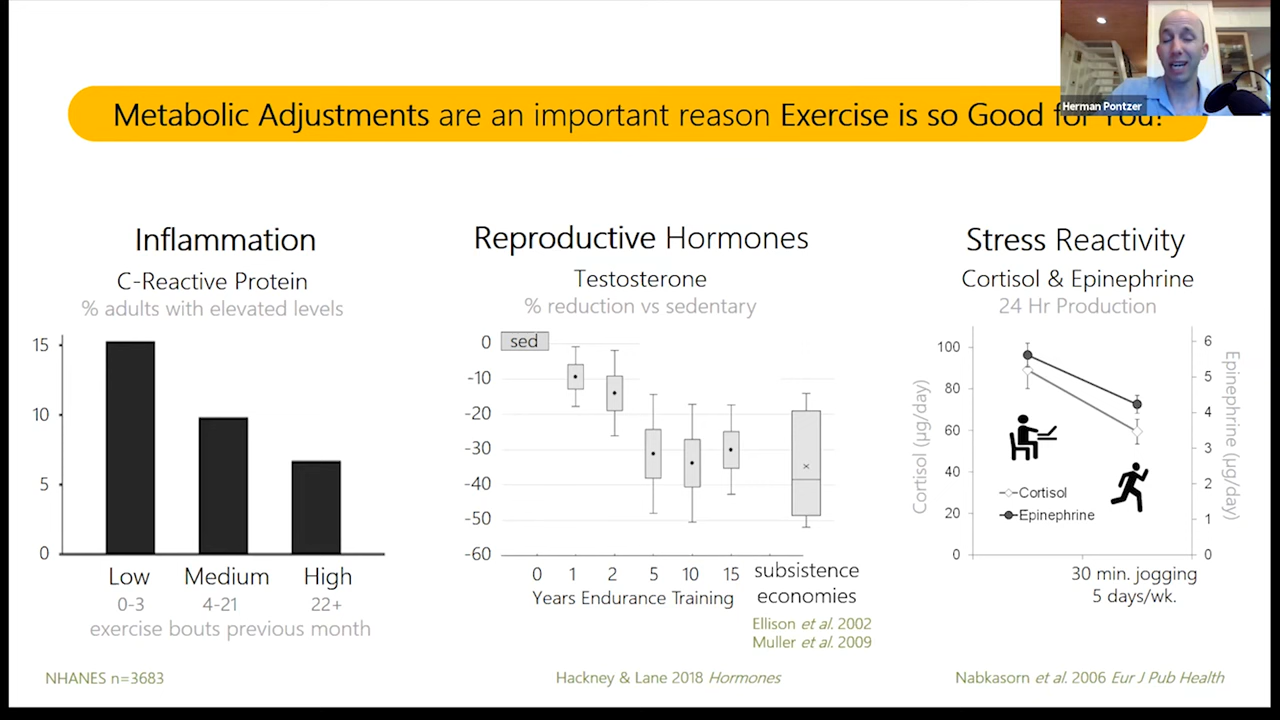 Herman Pontzer
Metabolic Adjustments are an important reason Exercise is so Good for You!
Inflammation
C-Reactive Protein
% adults with elevated levels
15
10
5
0
Low Medium High
0-3 4-21 22+
exercise bouts previous month
NHANES n=3683
Reproductive Hormones
Testosterone
% reduction vs sedentary
0
sed
-10
-20
-30
-40
-50
-60
0 1 2 5 10 15
Years Endurance Training
subsistence
economies
Ellison et al. 2002
Muller et al. 2009
Hackney & Lane 2018 Hormones
Stress Reactivity
Cortisol & Epinephrine
24 Hr Production
Cortisol (µg/day)
100
80
60
40
20
0
Cortisol
Epinephrine
6
5
4
3
2
1
0
Epinephrine (µg/day)
30 min. jogging
5 days/wk.
Nabkasorn et al. 2006 Eur J Pub Health